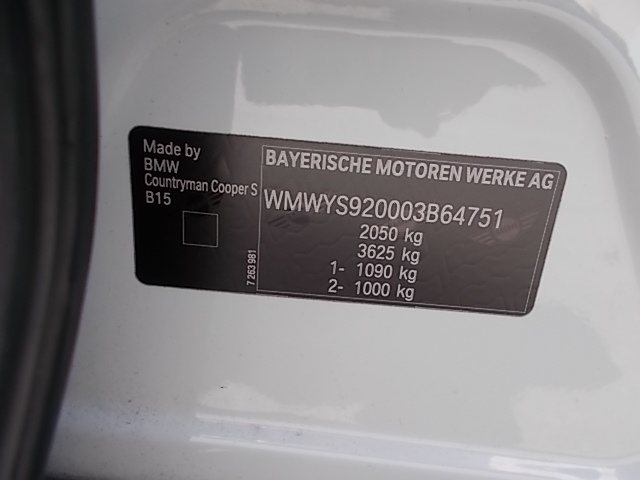 Made by
BMW
Countryman Cooper S
B15
7 263 981
BAYERISCHE MOTOREN WERKE AG
WMWYS920003B64751
2050 kg
3625 kg
1- 1090 kg
2- 1000 kg